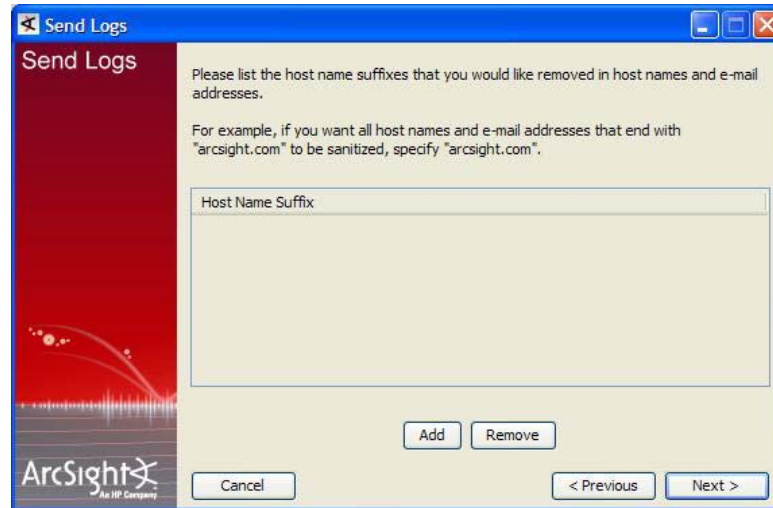 Send Logs
Send Logs
Please list the host name suffixes that you would like removed in host names and e-mail
addresses.
For example, if you want all host names and e-mail addresses that end with
"arcsight.com" to be sanitized, specify "arcsight.com".
Host Name Suffix
Add Remove
ArcSight
An HP Company
Cancel < Previous Next >